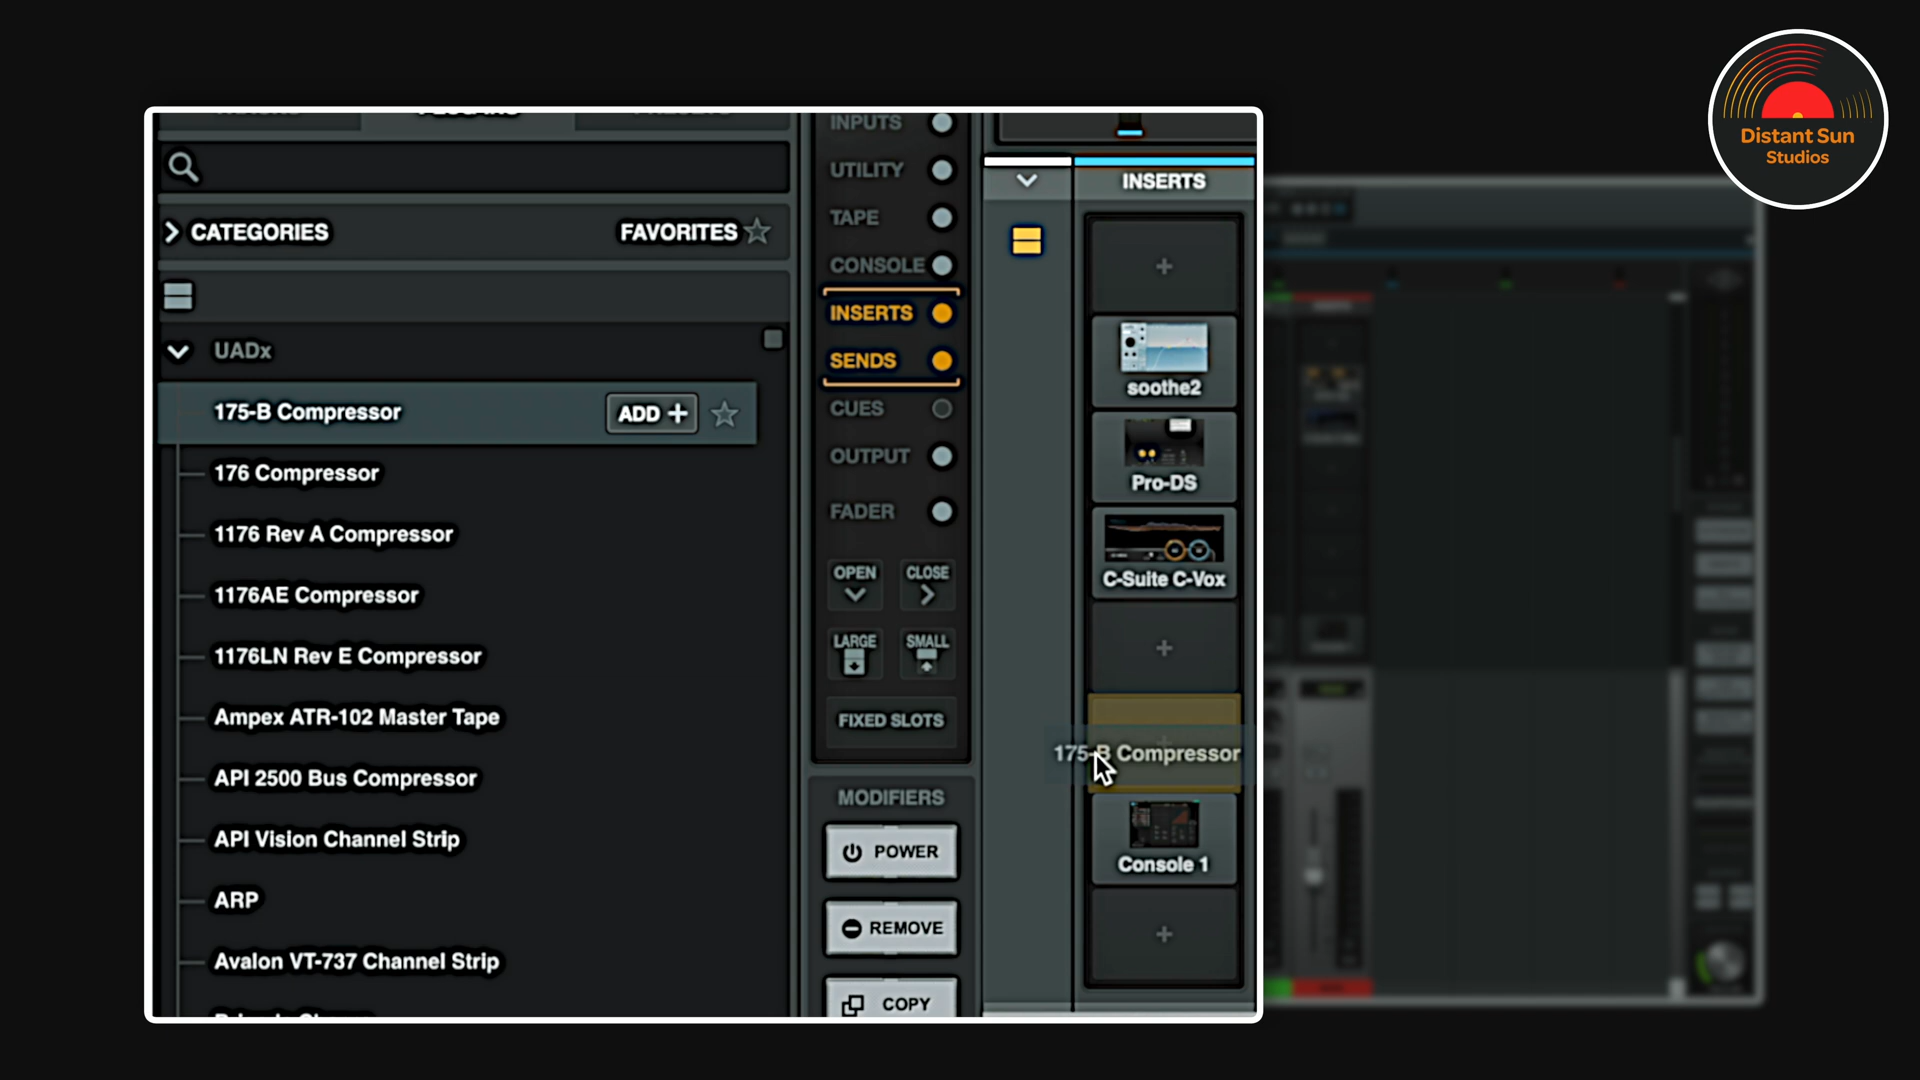 Distant Sun
Studios
CATEGORIES
FAVORITES
UADx
175-B Compressor
ADD +
176 Compressor
1176 Rev A Compressor
1176AE Compressor
1176LN Rev E Compressor
Ampex ATR-102 Master Tape
API 2500 Bus Compressor
API Vision Channel Strip
ARP
Avalon VT-737 Channel Strip
INPUTS
UTILITY
TAPE
CONSOLE
INSERTS
SENDS
CUES
OUTPUT
FADER
OPEN
CLOSE
LARGE
SMALL
FIXED SLOTS
MODIFIERS
POWER
REMOVE
COPY
INSERTS
+
soothe2
Pro-DS
C-Suite C-Vox
+
175-B Compressor
Console 1
+